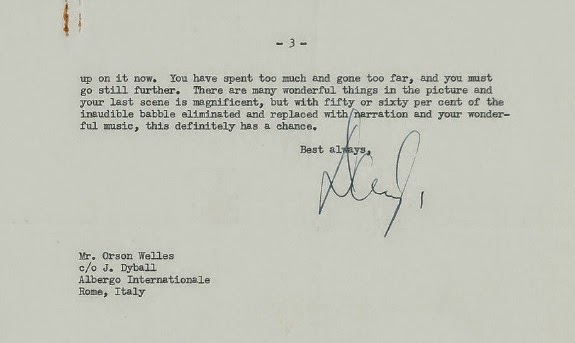 - 3 -
up on it now. You have spent too much and gone too far, and you must
go still further. There are many wonderful things in the picture and
your last scene is magnificent, but with fifty or sixty per cent of the
inaudible babble eliminated and replaced with narration and your wonder-
ful music, this definitely has a chance.
Best always,
Mr. Orson Welles
c/o J. Dyball
Albergo Internationale
Rome, Italy